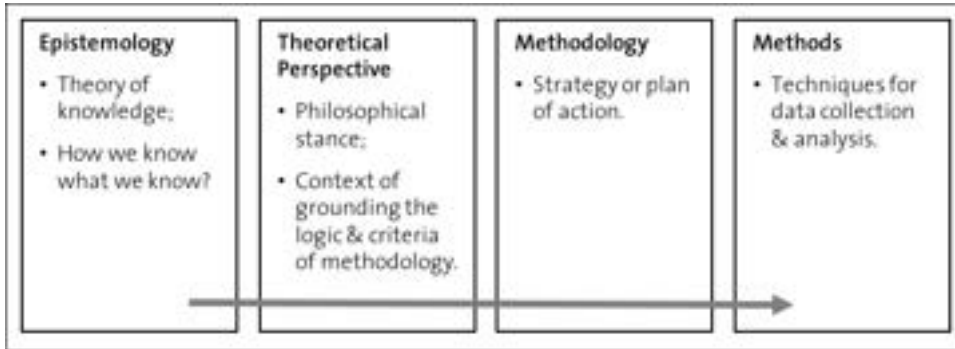 Epistemology
• Theory of
knowledge;
• How we know
what we know?
Theoretical
Perspective
• Philosophical
stance;
• Context of
grounding the
logic & criteria
of methodology.
Methodology
• Strategy or plan
of action.
Methods
• Techniques for
data collection
& analysis.